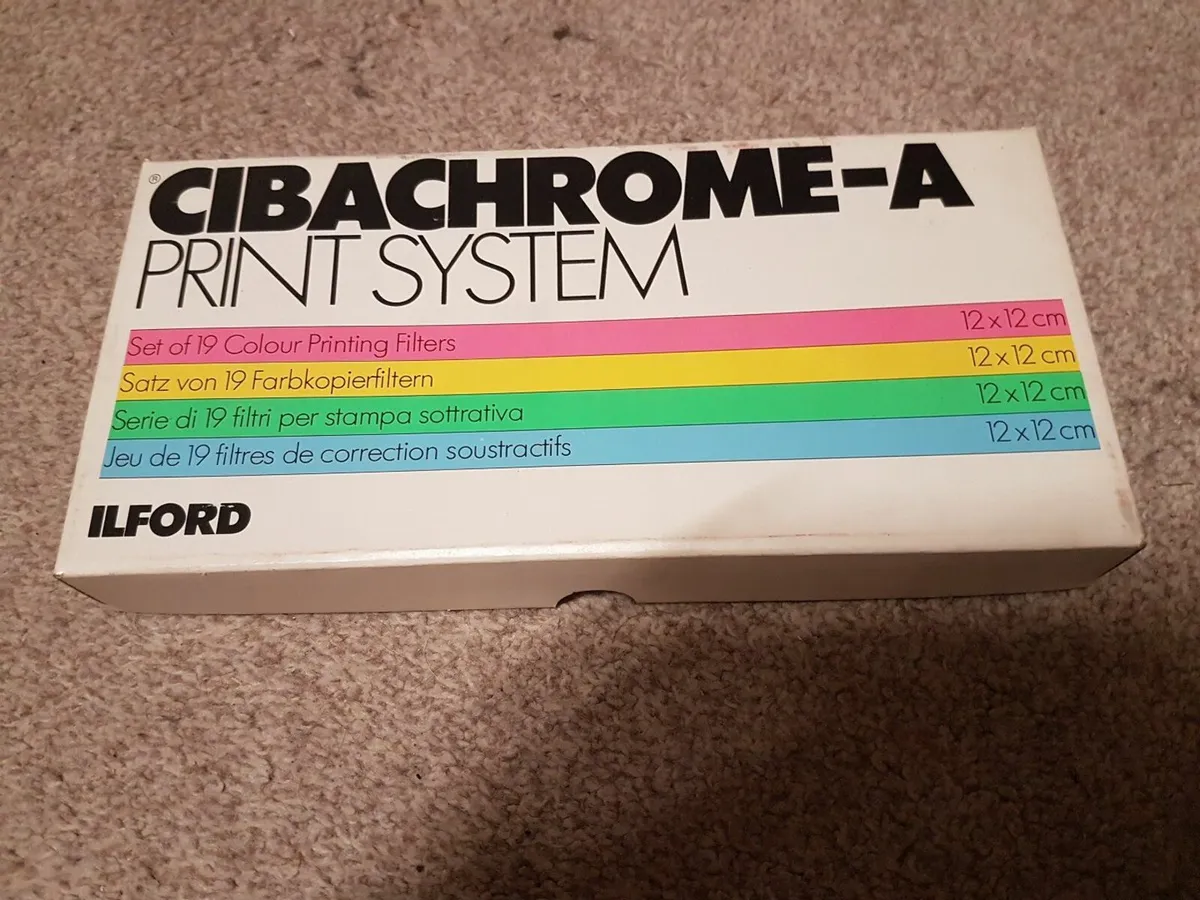 ® CIBACHROME-A
PRINT SYSTEM
Set of 19 Colour Printing Filters 12 x 12 cm
Satz von 19 Farbkopierfiltern 12 x 12 cm
Serie di 19 filtri per stampa sottrativa 12 x 12 cm
Jeu de 19 filtres de correction soustractifs 12 x 12 cm
ILFORD